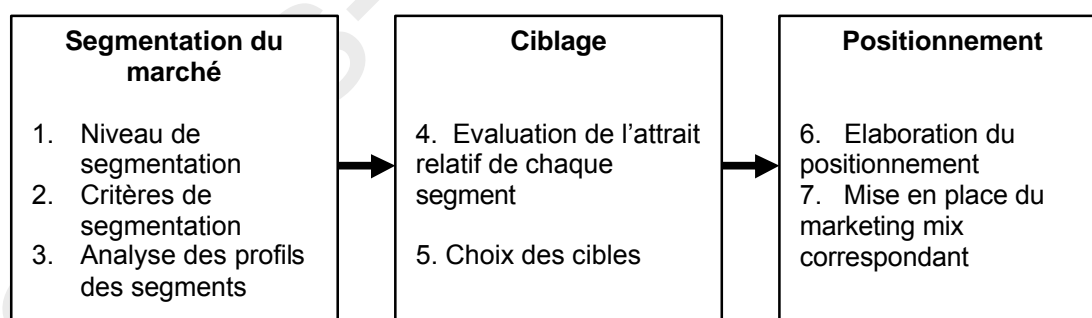 Segmentation du
marché
1. Niveau de
segmentation
2. Critères de
segmentation
3. Analyse des profils
des segments
Ciblage
4. Evaluation de l’attrait
relatif de chaque
segment
5. Choix des cibles
Positionnement
6. Elaboration du
positionnement
7. Mise en place du
marketing mix
correspondant